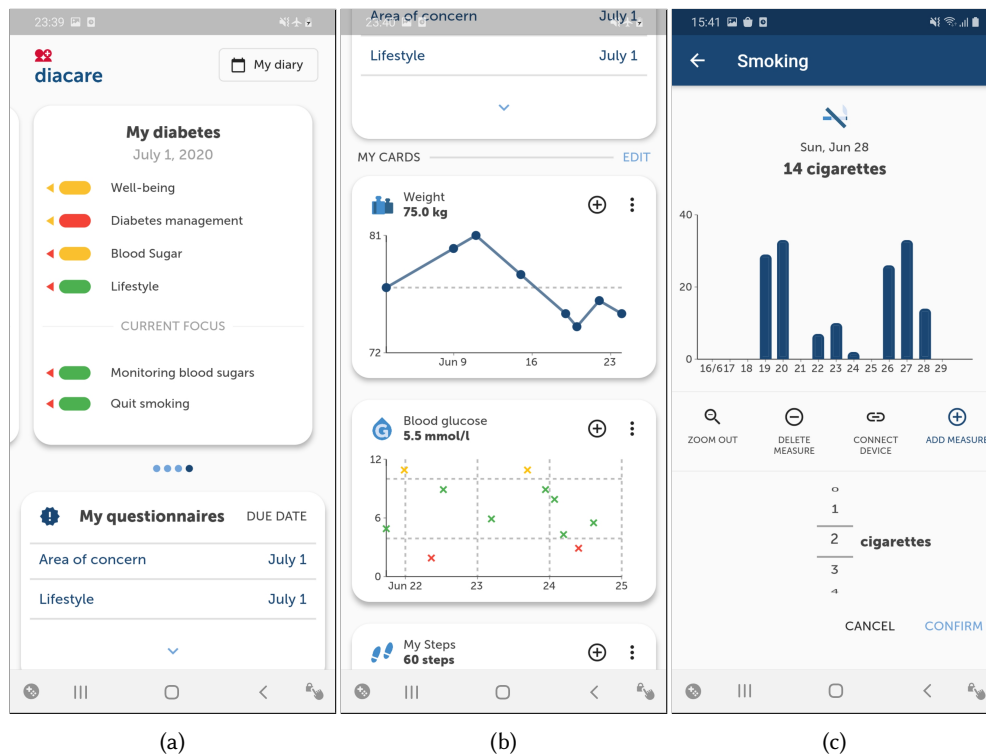 23:39
diacare
My diary
My diabetes
July 1, 2020
Well-being
Diabetes management
Blood Sugar
Lifestyle
CURRENT FOCUS
Monitoring blood sugars
Quit smoking
My questionnaires DUE DATE
Area of concern July 1
Lifestyle July 1
(a)
23:40
Area of concern July 1
Lifestyle July 1
MY CARDS EDIT
Weight
75.0 kg
81
72
Jun 9 16 23
G
Blood glucose
5.5 mmol/l
12
6
0
Jun 22 23 24 25
My Steps
60 steps
(b)
15:41
Smoking
Sun, Jun 28
14 cigarettes
40
20
0
16/617 18 19 20 21 22 23 24 25 26 27 28 29
ZOOM OUT
DELETE
MEASURE
CONNECT
DEVICE
ADD MEASURE
0
1
2 cigarettes
3
4
CANCEL CONFIRM
(c)